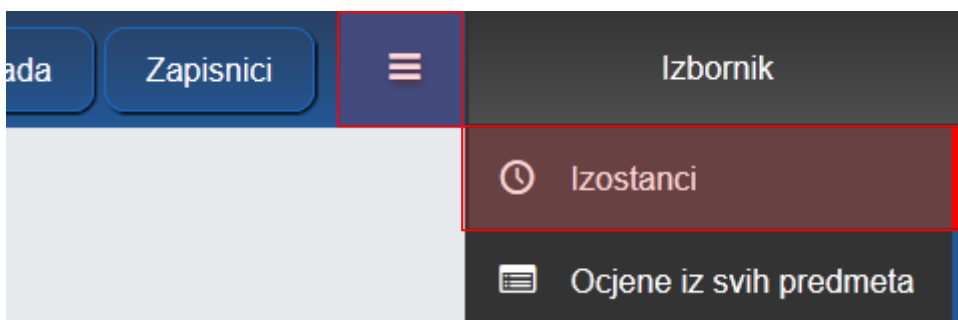 ada
Zapisnici
Izbornik
Izostanci
Ocjene iz svih predmeta